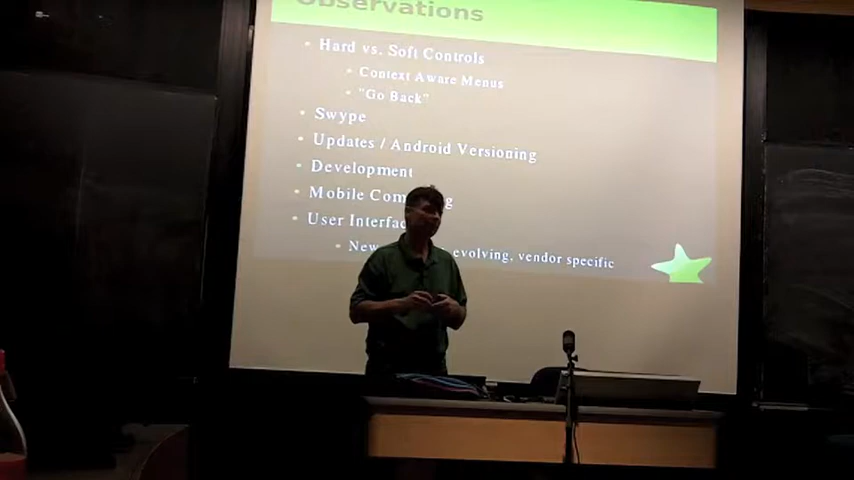 Observations
Hard vs. Soft Controls
Context Aware Menus
"Go Back"
Swype
Updates / Android Versioning
Development
Mobile Com
User Interfac
New evolving, vendor specific